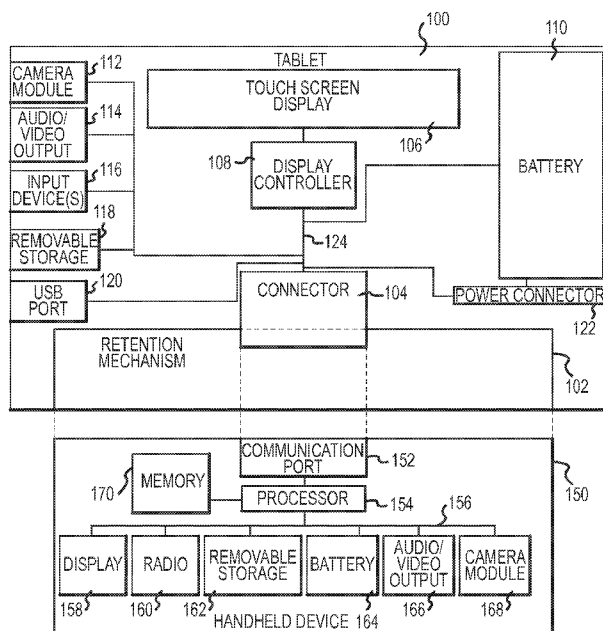 100
110
CAMERA
MODULE
112
TABLET
TOUCH SCREEN
DISPLAY
114
AUDIO/
VIDEO
OUTPUT
106
108
DISPLAY
CONTROLLER
BATTERY
116
INPUT
DEVICE(S)
118
REMOVABLE
STORAGE
124
120
USB
PORT
CONNECTOR
104
POWER CONNECTOR
122
RETENTION
MECHANISM
102
COMMUNICATION
PORT
152
150
170
MEMORY
PROCESSOR
154
156
DISPLAY
RADIO
REMOVABLE
STORAGE
BATTERY
AUDIO/
VIDEO
OUTPUT
CAMERA
MODULE
158
160
162
HANDHELD DEVICE
164
166
168